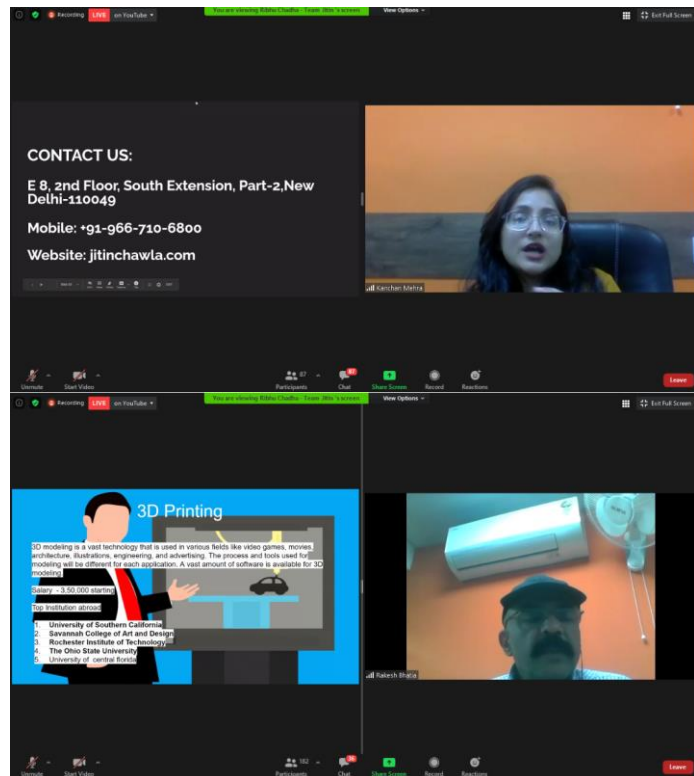 Recording LIVE on YouTube
You are viewing Ribhu Chadha - Team Jitin 's screen
View Options
Exit Full Screen
CONTACT US:
E 8, 2nd Floor, South Extension, Part-2,New
Delhi-110049
Mobile: +91-966-710-6800
Website: jitinchawla.com
Kanchan Mehra
Unmute
Start Video
87
Participants
Chat
Share Screen
Record
Reactions
Leave
Recording LIVE on YouTube
You are viewing Ribhu Chadha - Team Jitin 's screen
View Options
Exit Full Screen
3D Printing
3D modeling is a vast technology that is used in various fields like video games, movies,
architecture, illustrations, engineering, and advertising. The process and tools used for
modeling will be different for each application. A vast amount of software is available for 3D
modeling.
Salary - 3,50,000 starting
Top Institution abroad
1. University of Southern California
2. Savannah College of Art and Design
3. Rochester Institute of Technology
4. The Ohio State University
5. University of central florida
Rakesh Bhatia
Unmute
Start Video
182
Participants
36
Chat
Share Screen
Record
Reactions
Leave